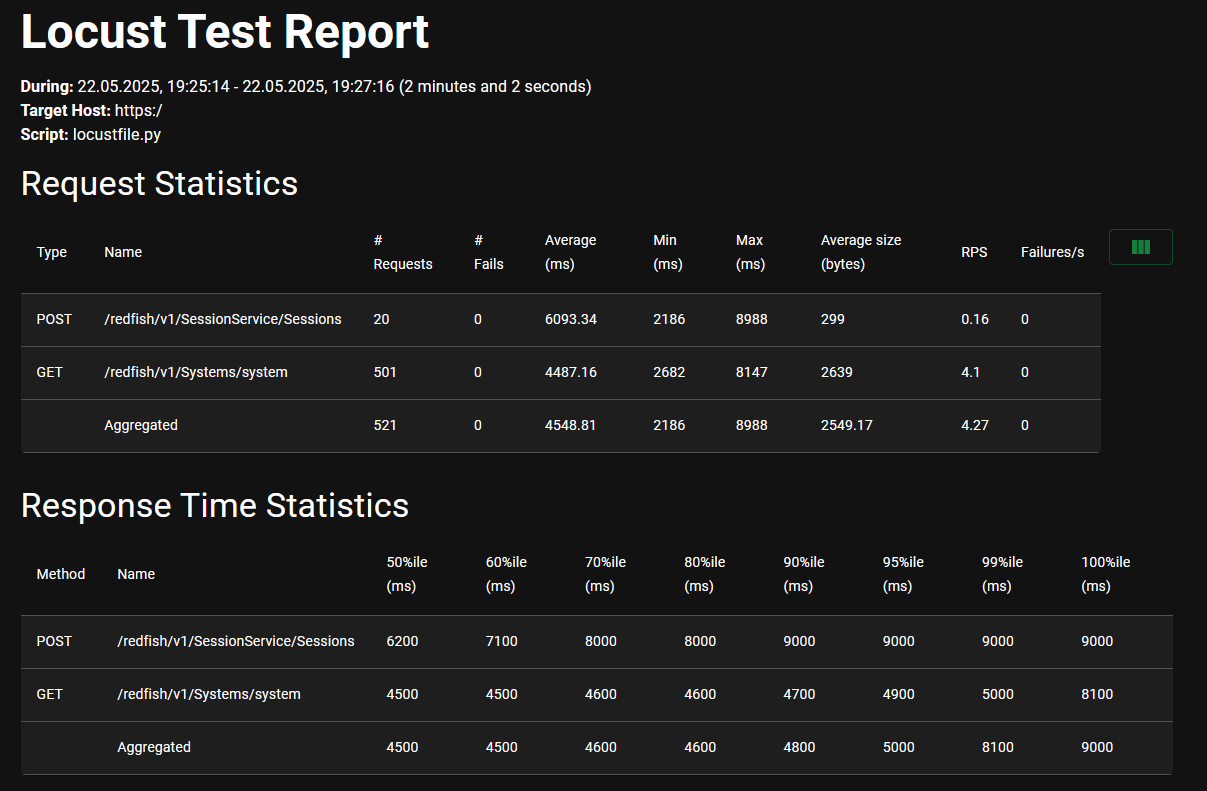 Locust Test Report
During: 22.05.2025, 19:25:14 - 22.05.2025, 19:27:16 (2 minutes and 2 seconds)
Target Host: https:/
Script: locustfile.py
Request Statistics
Type Name # Requests # Fails Average (ms) Min (ms) Max (ms) Average size (bytes) RPS Failures/s
POST /redfish/v1/SessionService/Sessions 20 0 6093.34 2186 8988 299 0.16 0
GET /redfish/v1/Systems/system 501 0 4487.16 2682 8147 2639 4.1 0
Aggregated 521 0 4548.81 2186 8988 2549.17 4.27 0
Response Time Statistics
Method Name 50%ile (ms) 60%ile (ms) 70%ile (ms) 80%ile (ms) 90%ile (ms) 95%ile (ms) 99%ile (ms) 100%ile (ms)
POST /redfish/v1/SessionService/Sessions 6200 7100 8000 8000 9000 9000 9000 9000
GET /redfish/v1/Systems/system 4500 4500 4600 4600 4700 4900 5000 8100
Aggregated 4500 4500 4600 4600 4800 5000 8100 9000